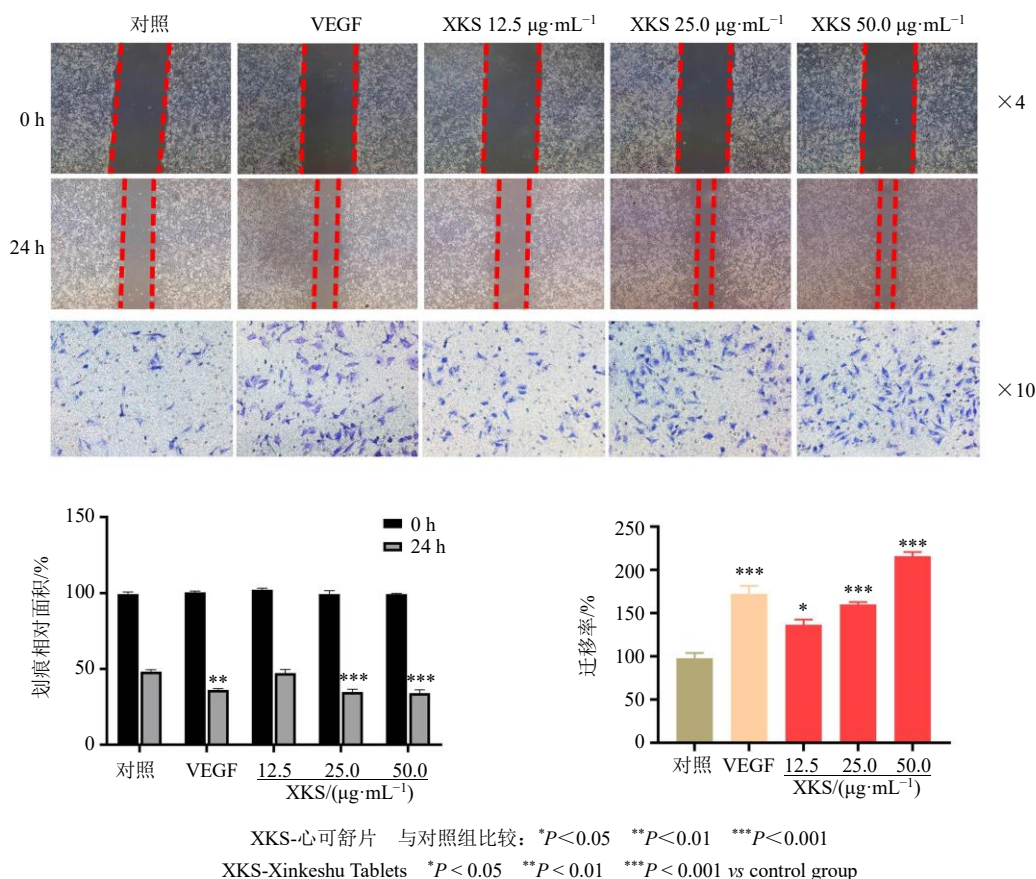 对照 VEGF XKS 12.5 μg·mL⁻¹ XKS 25.0 μg·mL⁻¹ XKS 50.0 μg·mL⁻¹
0 h ×4
24 h
×10
划痕相对面积/%
150
100
50
0
0 h
24 h
** *** ***
对照 VEGF 12.5 25.0 50.0
XKS/(μg·mL⁻¹)
迁移率/%
250
200
150
100
50
0
*** * *** ***
对照 VEGF 12.5 25.0 50.0
XKS/(μg·mL⁻¹)
XKS-心可舒片 与对照组比较：*P＜0.05 **P＜0.01 ***P＜0.001
XKS-Xinkeshu Tablets *P < 0.05 **P < 0.01 ***P < 0.001 vs control group